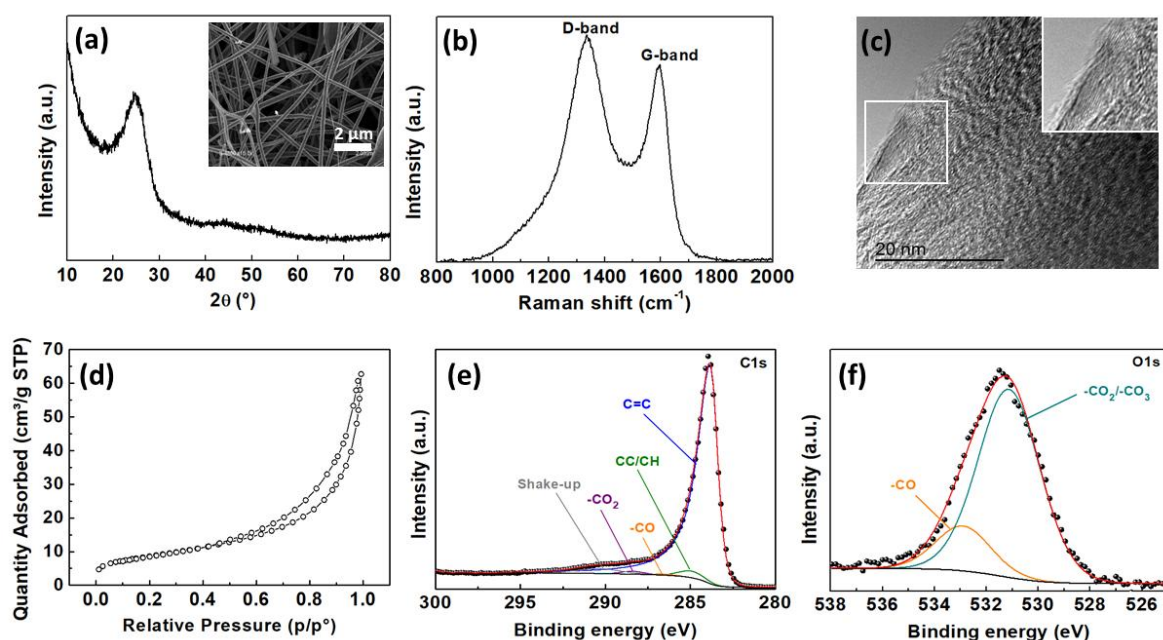 (a)
Intensity (a.u.)
2 µm
10 20 30 40 50 60 70 80
2θ (°)
(b)
D-band
G-band
Intensity (a.u.)
800 1000 1200 1400 1600 1800 2000
Raman shift (cm⁻¹)
(c)
20 nm
(d)
Quantity Adsorbed (cm³/g STP)
70
60
50
40
30
20
10
0
0.0 0.2 0.4 0.6 0.8 1.0
Relative Pressure (p/p°)
(e)
C1s
Intensity (a.u.)
C=C
CC/CH
Shake-up
-CO₂
-CO
300 295 290 284 280
Binding energy (eV)
(f)
O1s
Intensity (a.u.)
-CO₂/-CO₃
-CO
538 536 534 531 530 528 526
Binding energy (eV)